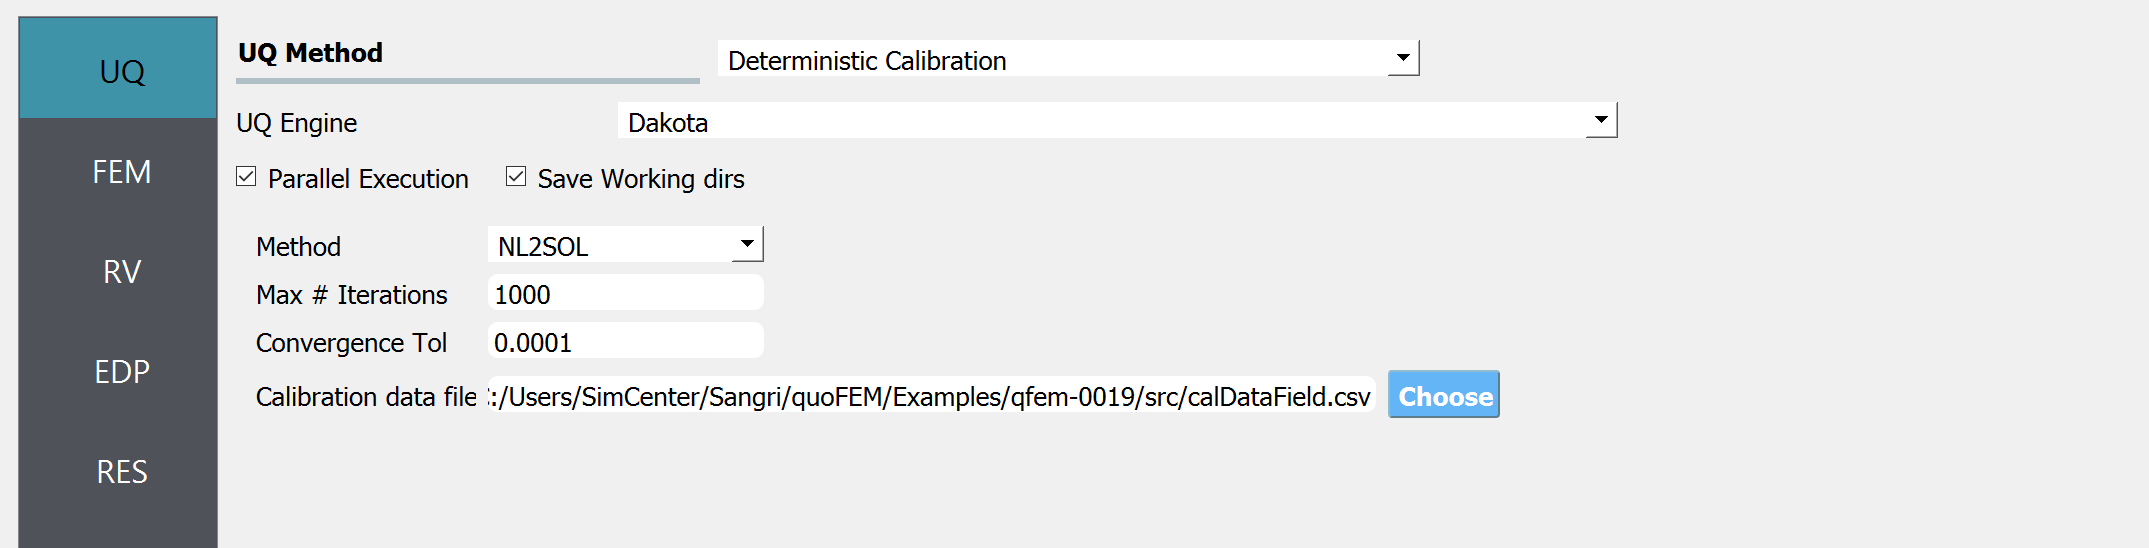 UQ
FEM
RV
EDP
RES
UQ Method
Deterministic Calibration
UQ Engine
Dakota
Parallel Execution
Save Working dirs
Method
NL2SOL
Max # Iterations
1000
Convergence Tol
0.0001
Calibration data file
:/Users/SimCenter/Sangri/quoFEM/Examples/qfem-0019/src/calDataField.csv
Choose